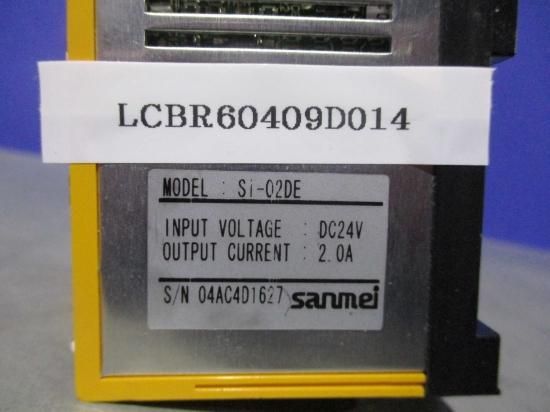 LCBR60409D014
MODEL : Si-02DE
INPUT VOLTAGE : DC24V
OUTPUT CURRENT : 2.0A
S/N 04AC4D1627 sanmei